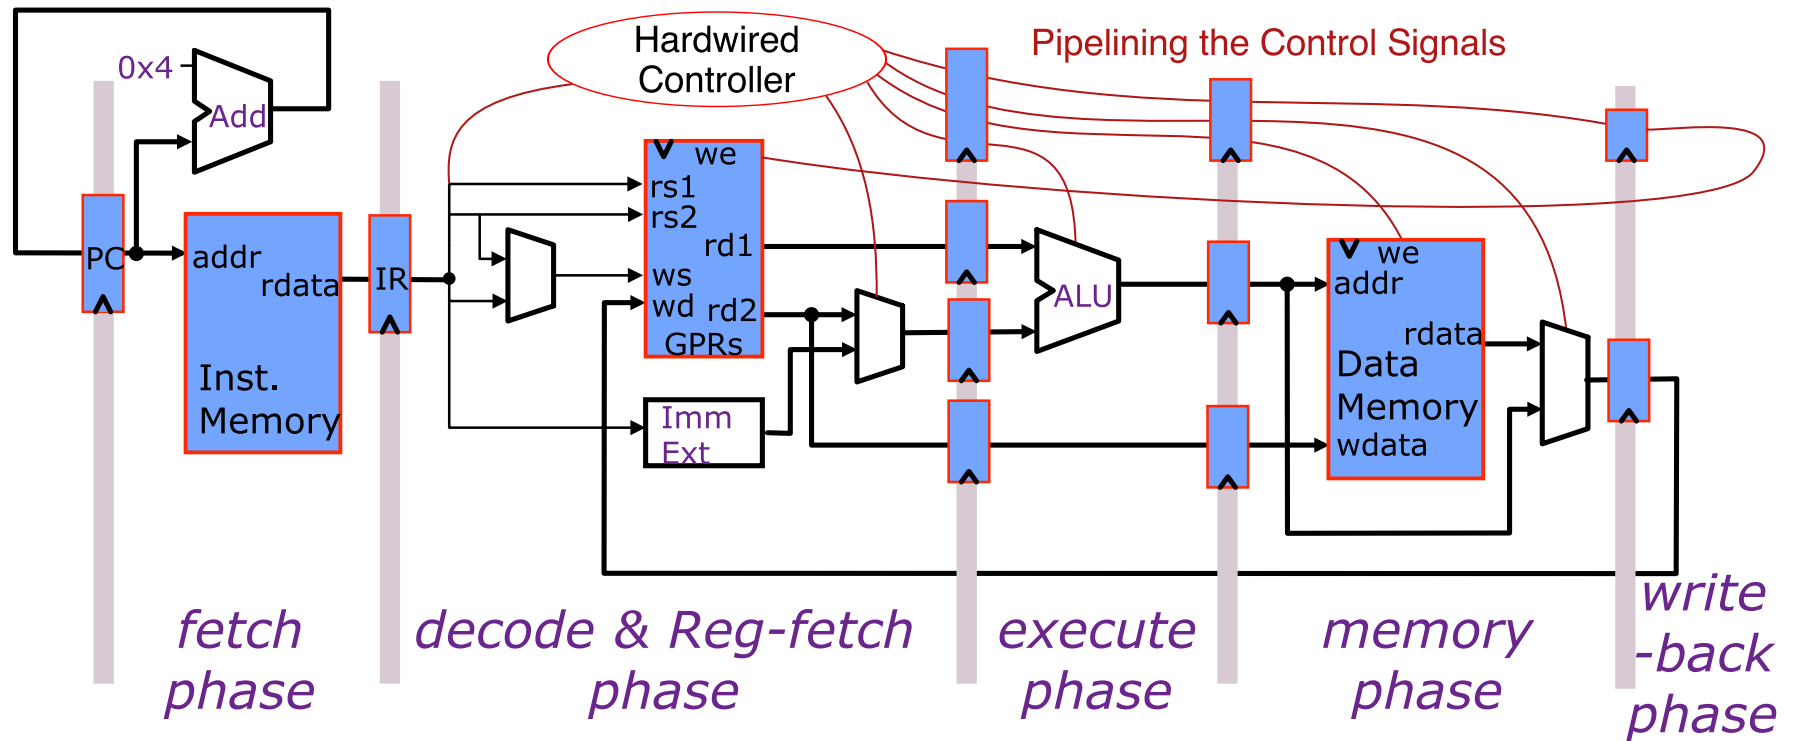 Hardwired
Controller
Pipelining the Control Signals
0x4
Add
PC
addr
rdata
Inst.
Memory
IR
we
rs1
rs2
rd1
ws
wd
rd2
GPRs
Imm
Ext
ALU
we
addr
rdata
Data
Memory
wdata
fetch
phase
decode & Reg-fetch
phase
execute
phase
memory
phase
write
-back
phase